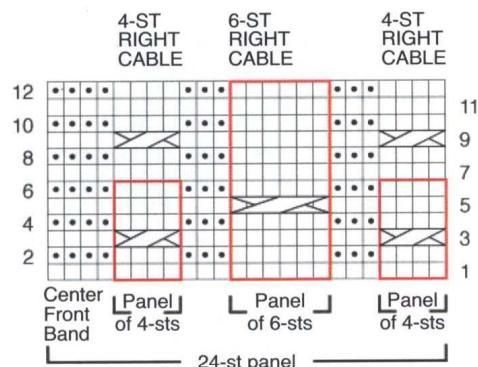 4-ST RIGHT CABLE
6-ST RIGHT CABLE
4-ST RIGHT CABLE
12
11
10
9
8
7
6
5
4
3
2
1
Center Front Band
Panel of 4-sts
Panel of 6-sts
Panel of 4-sts
24-st panel